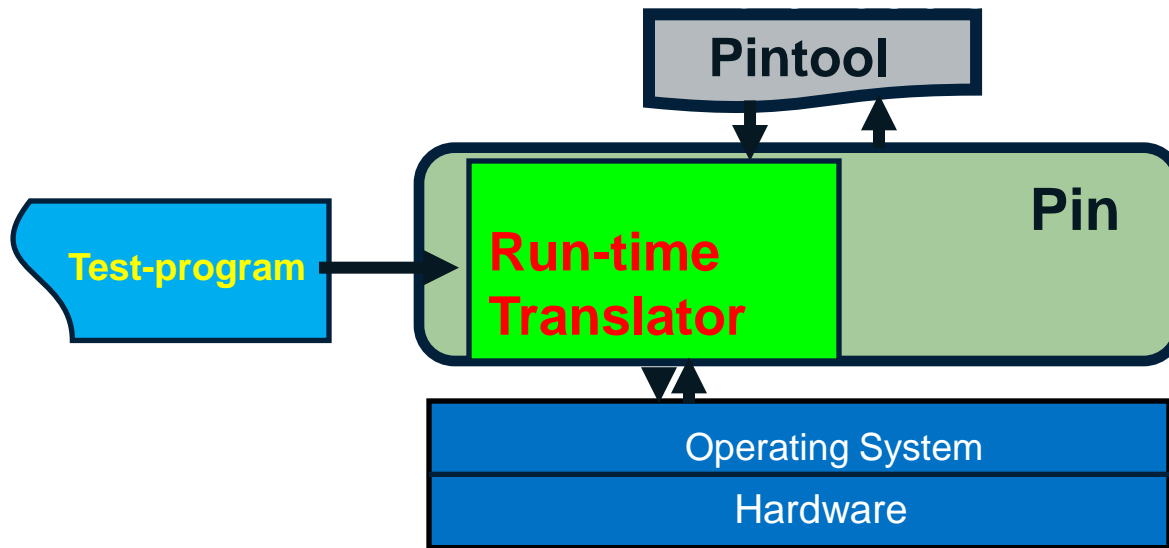 Pintool
Pin
Test-program
Run-time
Translator
Operating System
Hardware